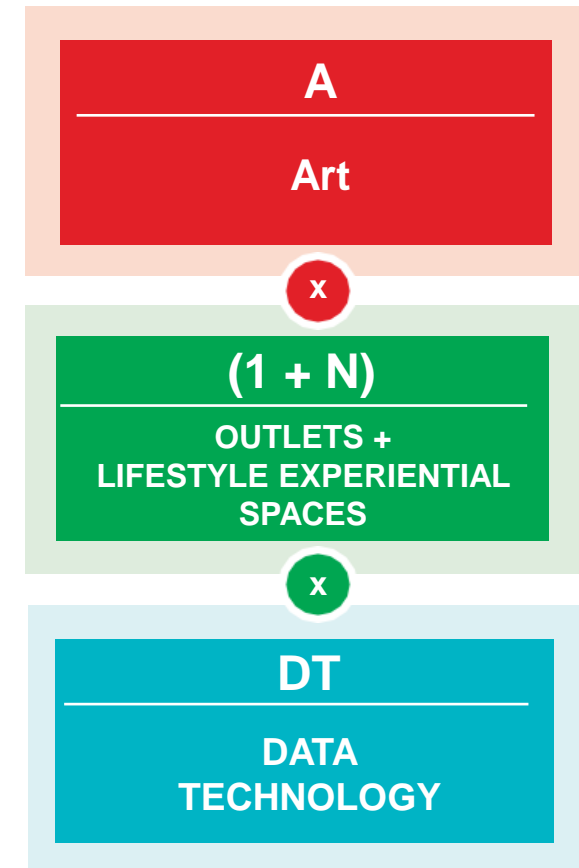 A
Art
x
(1 + N)
OUTLETS +
LIFESTYLE EXPERIENTIAL
SPACES
x
DT
DATA
TECHNOLOGY